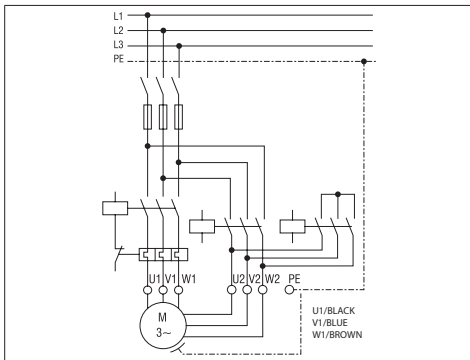 L1
L2
L3
PE
U1 V1 W1 U2 V2 W2 PE
M
3~
U1/BLACK
V1/BLUE
W1/BROWN